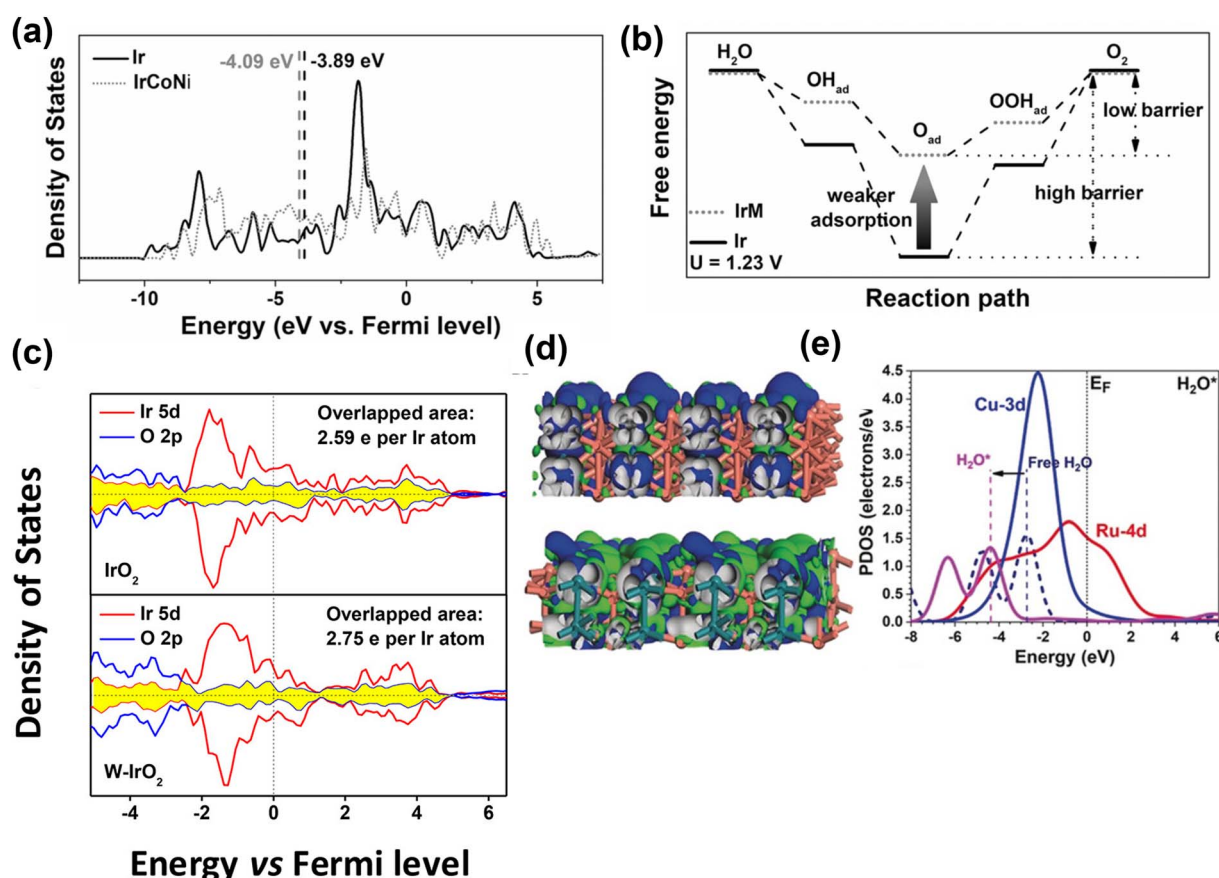 (a)
Ir
IrCoNi
-4.09 eV
-3.89 eV
Density of States
-10
-5
0
5
Energy (eV vs. Fermi level)
(b)
H₂O
OH_ad
O_ad
OOH_ad
O₂
low barrier
high barrier
weaker
adsorption
IrM
Ir
U = 1.23 V
Free energy
Reaction path
(c)
Ir 5d
O 2p
Overlapped area:
2.59 e per Ir atom
IrO₂
Ir 5d
O 2p
Overlapped area:
2.75 e per Ir atom
W-IrO₂
Density of States
-4
-2
0
2
4
6
Energy vs Fermi level
(d)
(e)
4.5
4.0
3.5
3.0
2.5
2.0
1.5
1.0
0.5
0.0
PDOS (electrons/eV)
E_F
H₂O*
Cu-3d
H₂O*
Free H₂O
Ru-4d
-8
-6
-4
-2
0
2
4
6
Energy (eV)